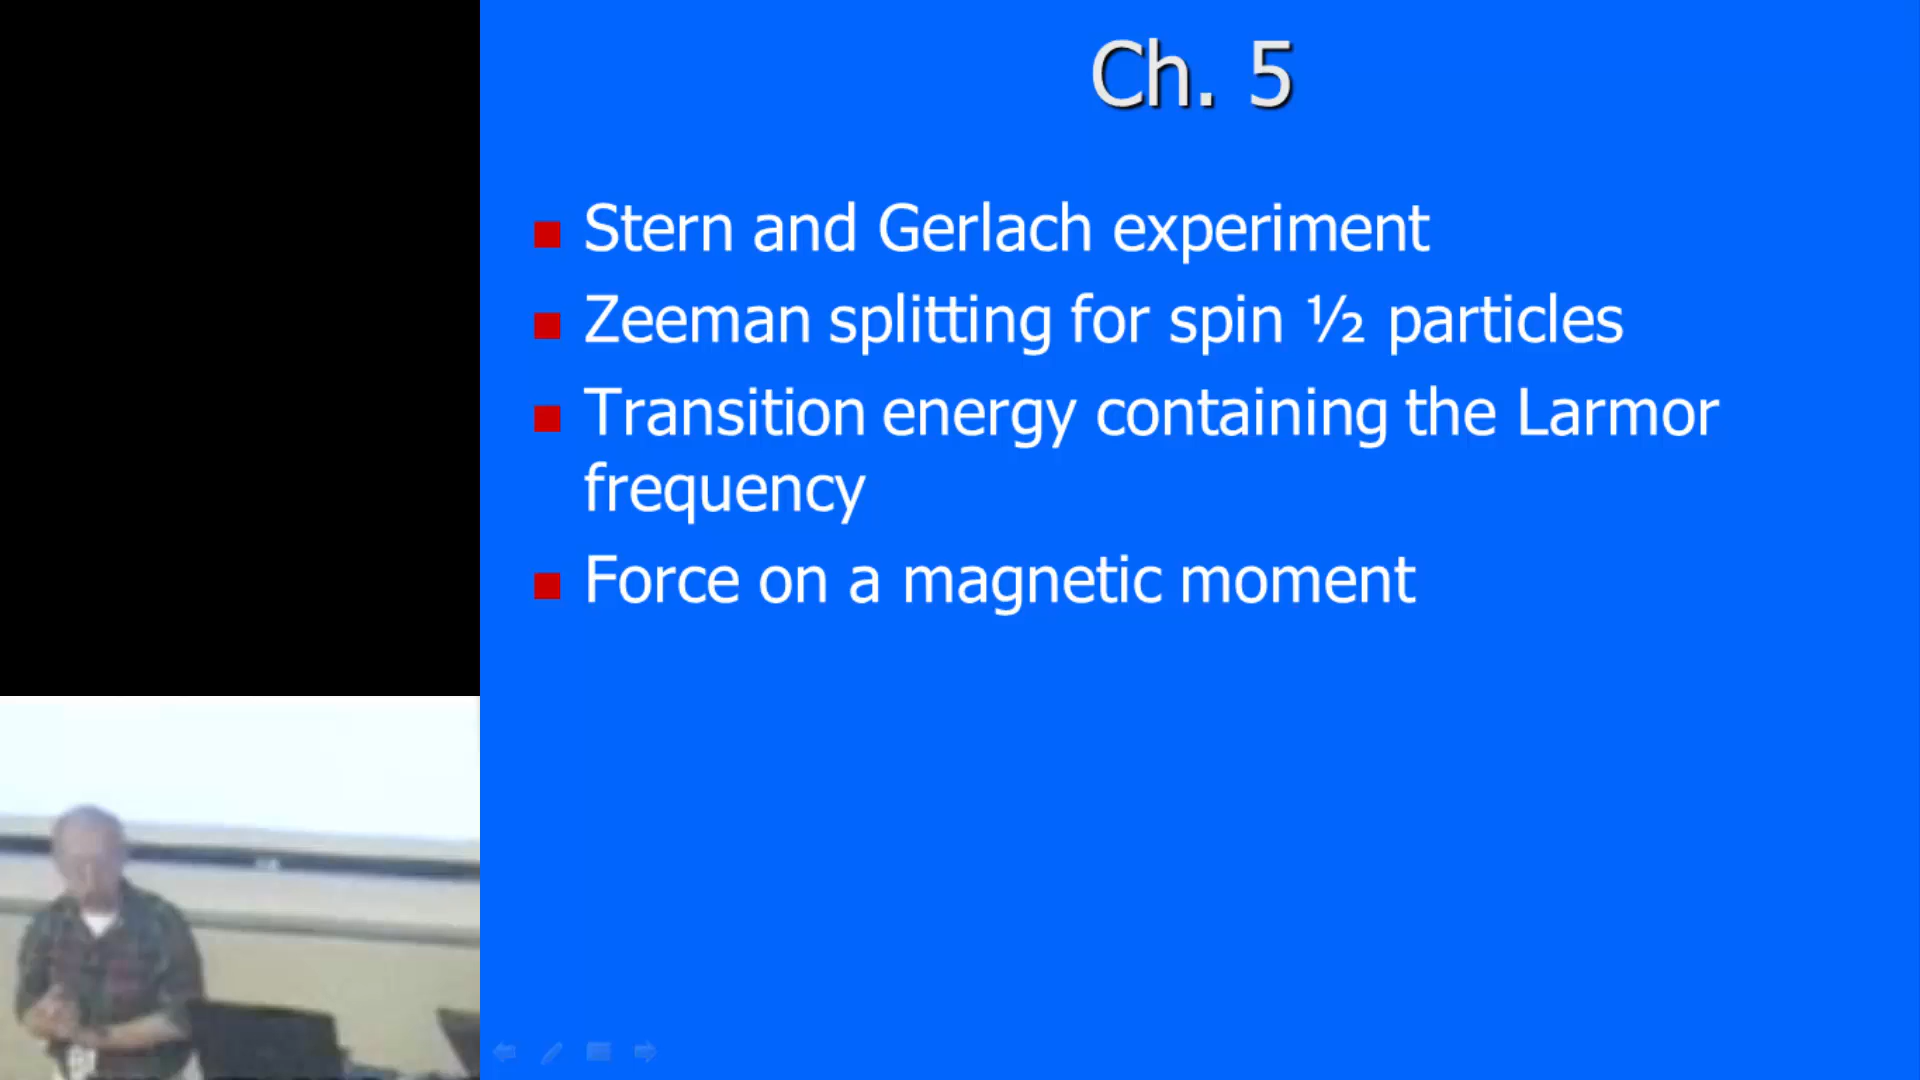 Ch. 5
Stern and Gerlach experiment
Zeeman splitting for spin ½ particles
Transition energy containing the Larmor
frequency
Force on a magnetic moment